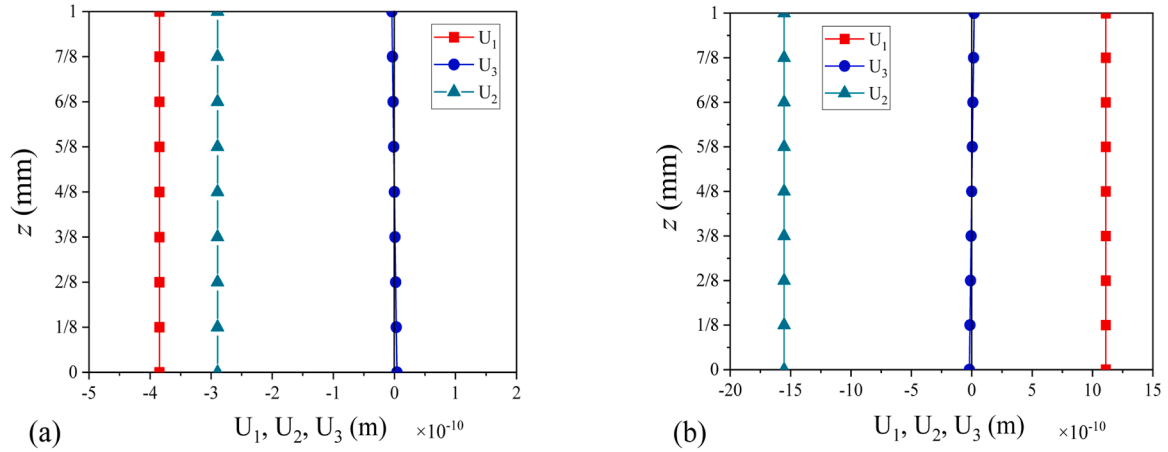 1
7/8
6/8
5/8
4/8
3/8
2/8
1/8
0
z (mm)
U₁
U₃
U₂
-5 -4 -3 -2 -1 0 1 2
U₁, U₂, U₃ (m) ×10⁻¹⁰
(a)
1
7/8
6/8
5/8
4/8
3/8
2/8
1/8
0
z (mm)
U₁
U₃
U₂
-20 -15 -10 -5 0 5 10 15
U₁, U₂, U₃ (m) ×10⁻¹⁰
(b)